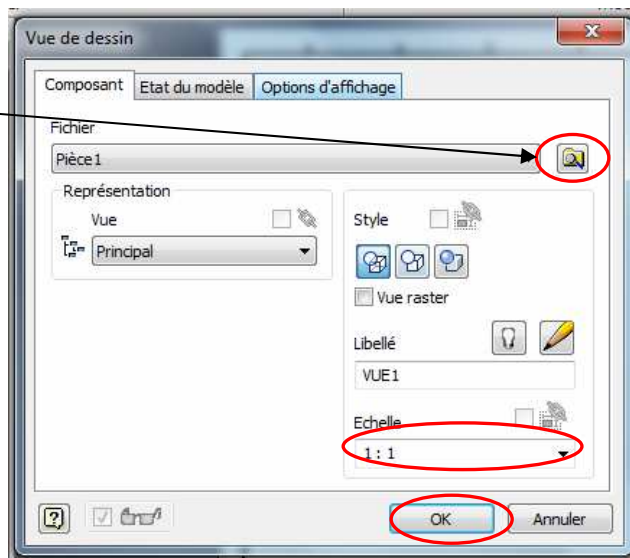 Vue de dessin
Composant Etat du modèle Options d'affichage
Fichier
Pièce1
Représentation
Vue
Principal
Style
Vue raster
Libellé
VUE1
Echelle
1 : 1
OK Annuler